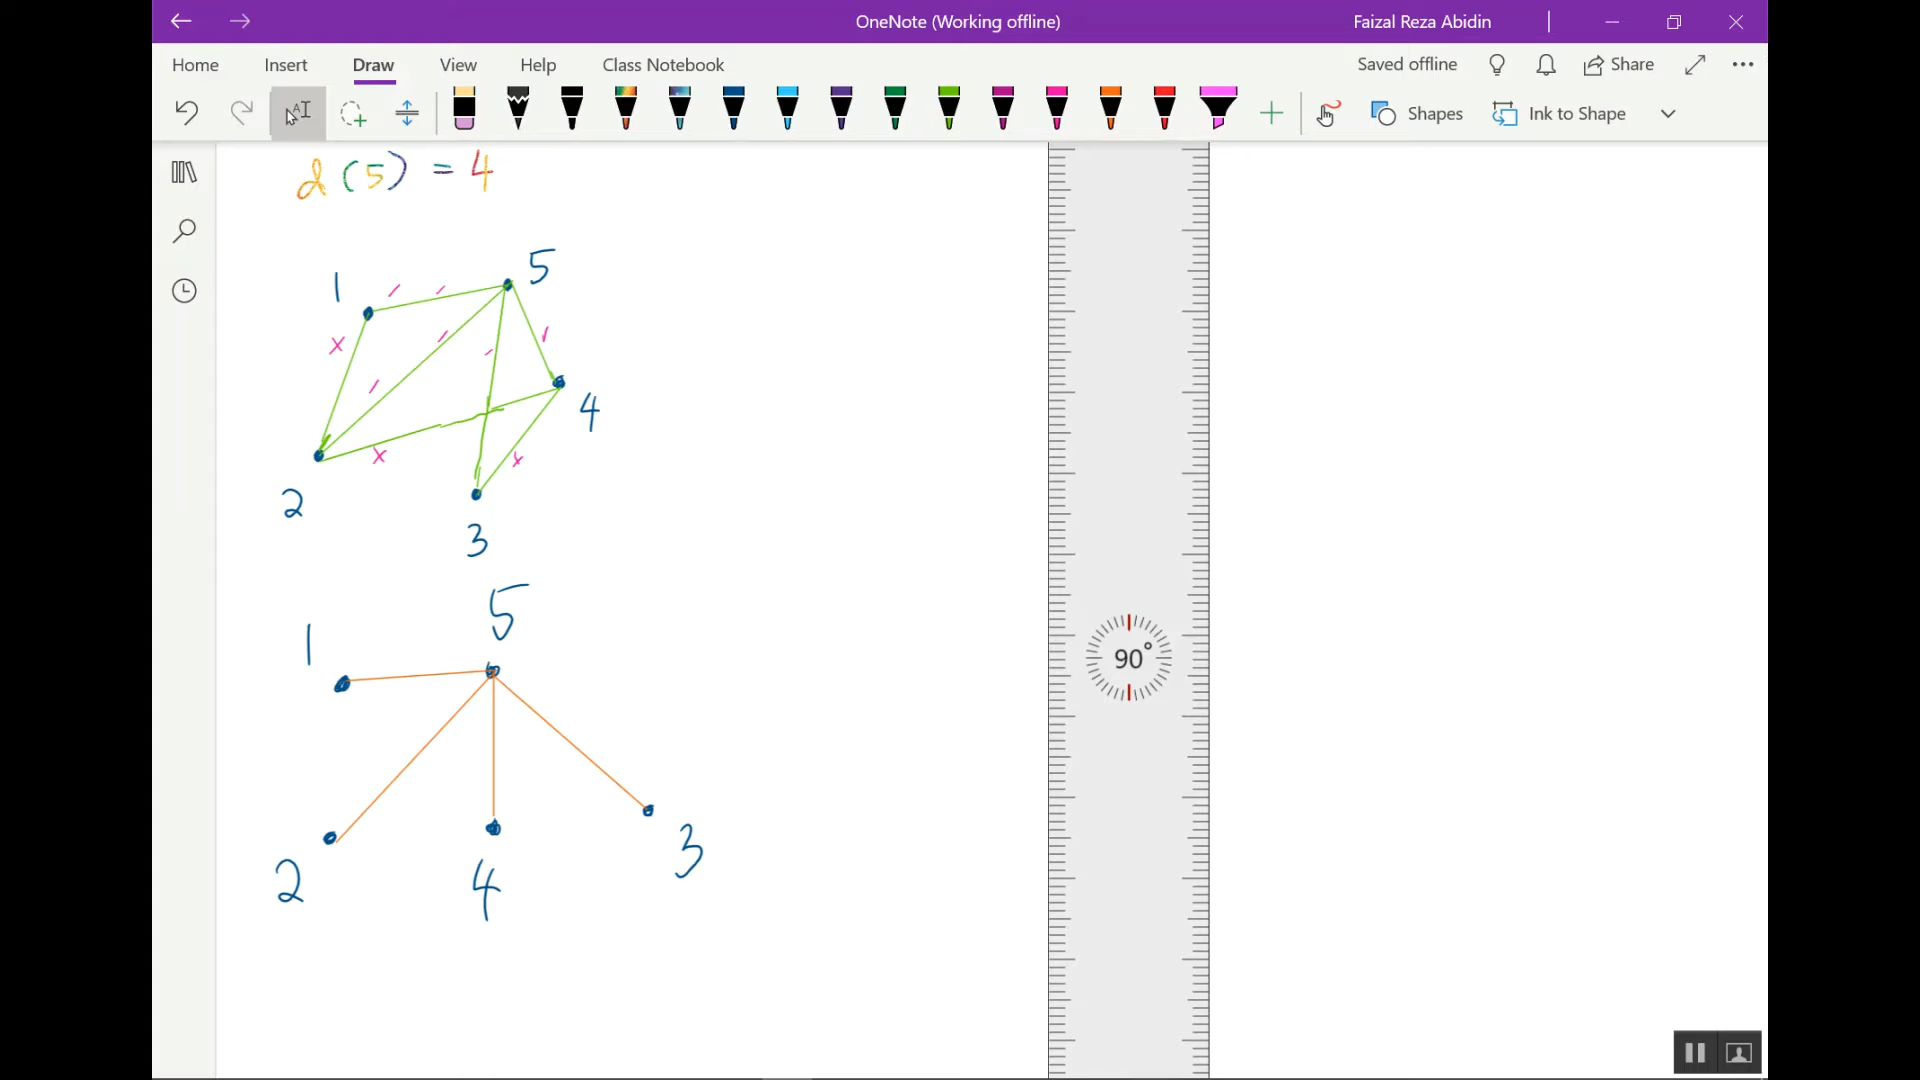 OneNote (Working offline)
Faizal Reza Abidin
Home Insert Draw View Help Class Notebook
Saved offline Share
Shapes Ink to Shape
d (5) = 4
1 5
4
2
3
5
1
90°
2 4 3